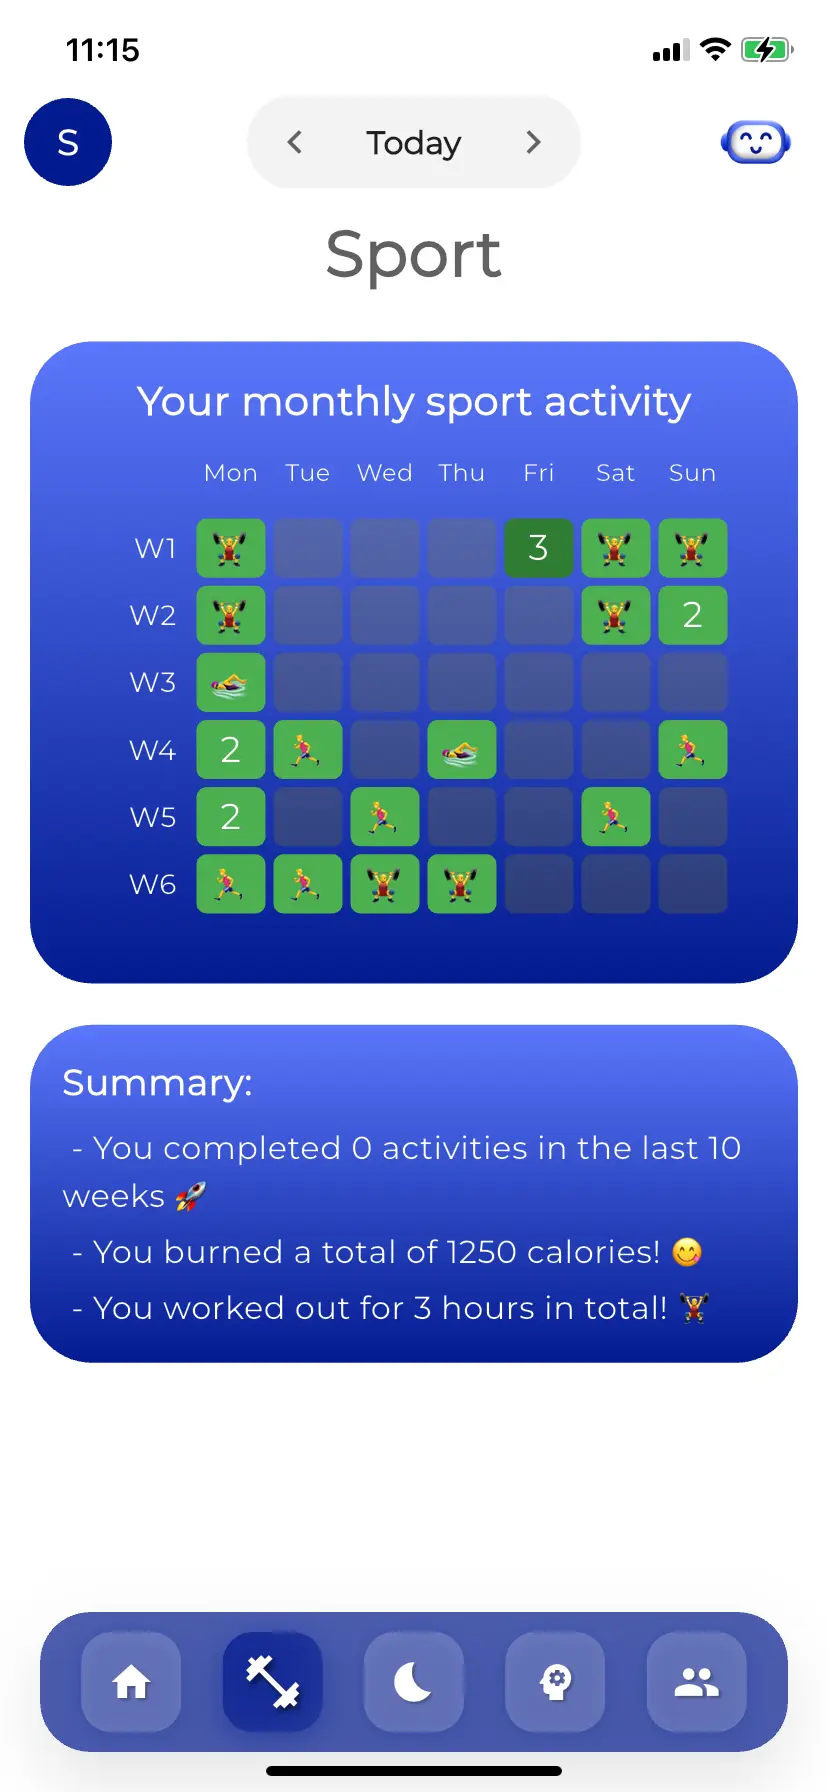 11:15
S
Today
Sport
Your monthly sport activity
Mon Tue Wed Thu Fri Sat Sun
W1 3
W2 2
W3
W4 2
W5 2
W6
Summary:
- You completed 0 activities in the last 10
weeks 🚀
- You burned a total of 1250 calories! 😋
- You worked out for 3 hours in total! 🏋️